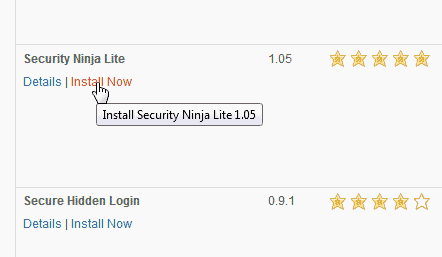 Security Ninja Lite 1.05
Details | Install Now
Install Security Ninja Lite 1.05
Secure Hidden Login 0.9.1
Details | Install Now